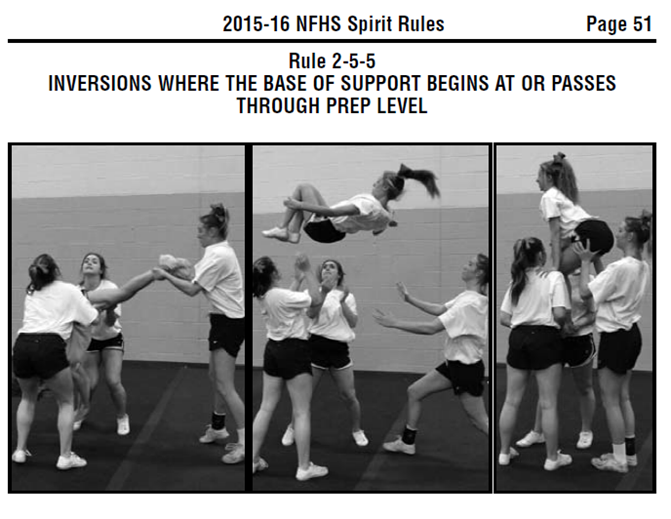 2015-16 NFHS Spirit Rules
Page 51
Rule 2-5-5
INVERSIONS WHERE THE BASE OF SUPPORT BEGINS AT OR PASSES
THROUGH PREP LEVEL